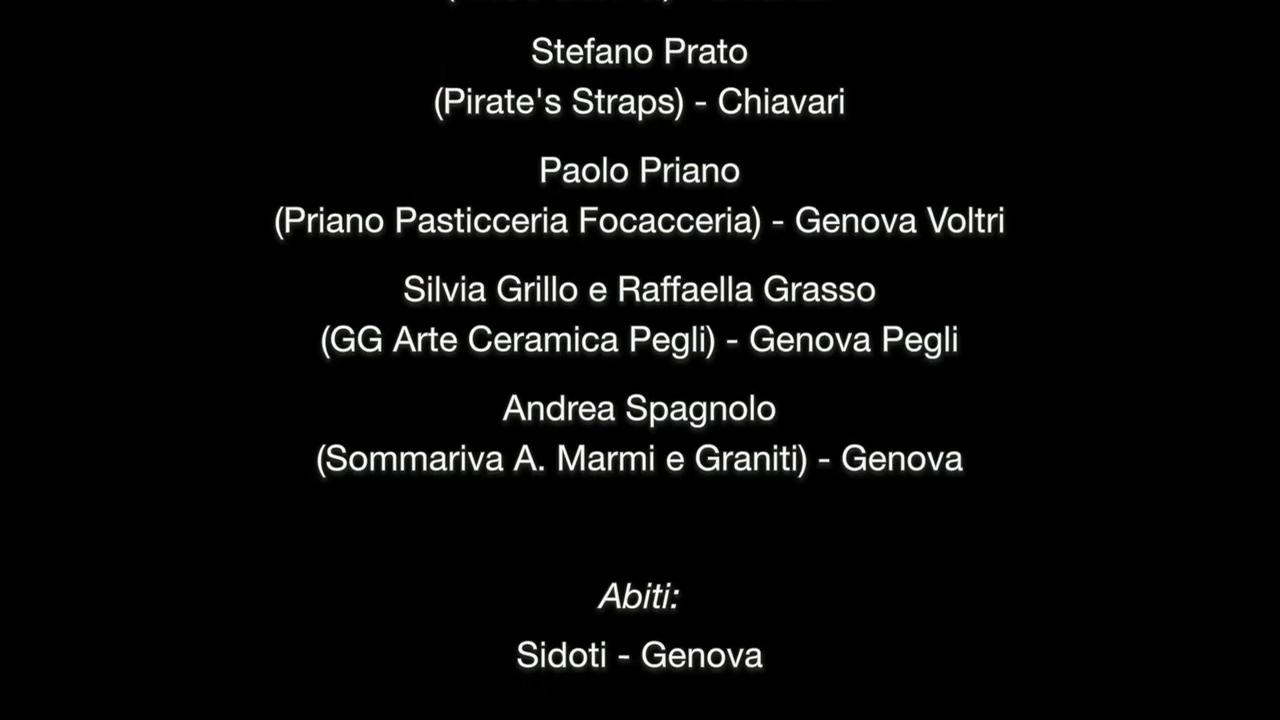 Stefano Prato
(Pirate's Straps) - Chiavari
Paolo Priano
(Priano Pasticceria Focacceria) - Genova Voltri
Silvia Grillo e Raffaella Grasso
(GG Arte Ceramica Pegli) - Genova Pegli
Andrea Spagnolo
(Sommariva A. Marmi e Graniti) - Genova
Abiti:
Sidoti - Genova